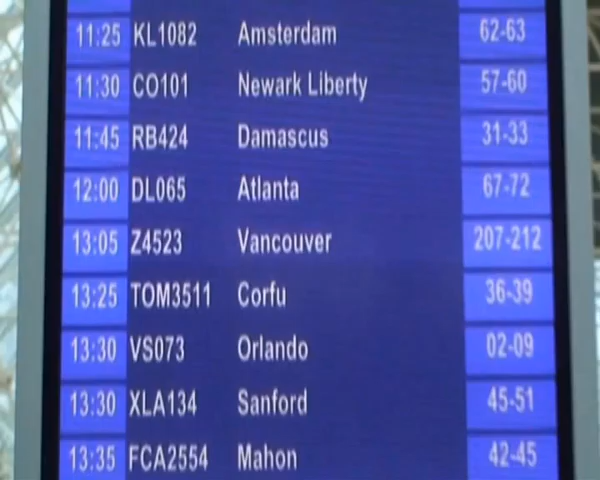 11:25 KL1082 Amsterdam 62-63
11:30 CO101 Newark Liberty 57-60
11:45 RB424 Damascus 31-33
12:00 DL065 Atlanta 67-72
13:05 Z4523 Vancouver 207-212
13:25 TOM3511 Corfu 36-39
13:30 VS073 Orlando 02-09
13:30 XLA134 Sanford 45-51
13:35 FCA2554 Mahon 42-45